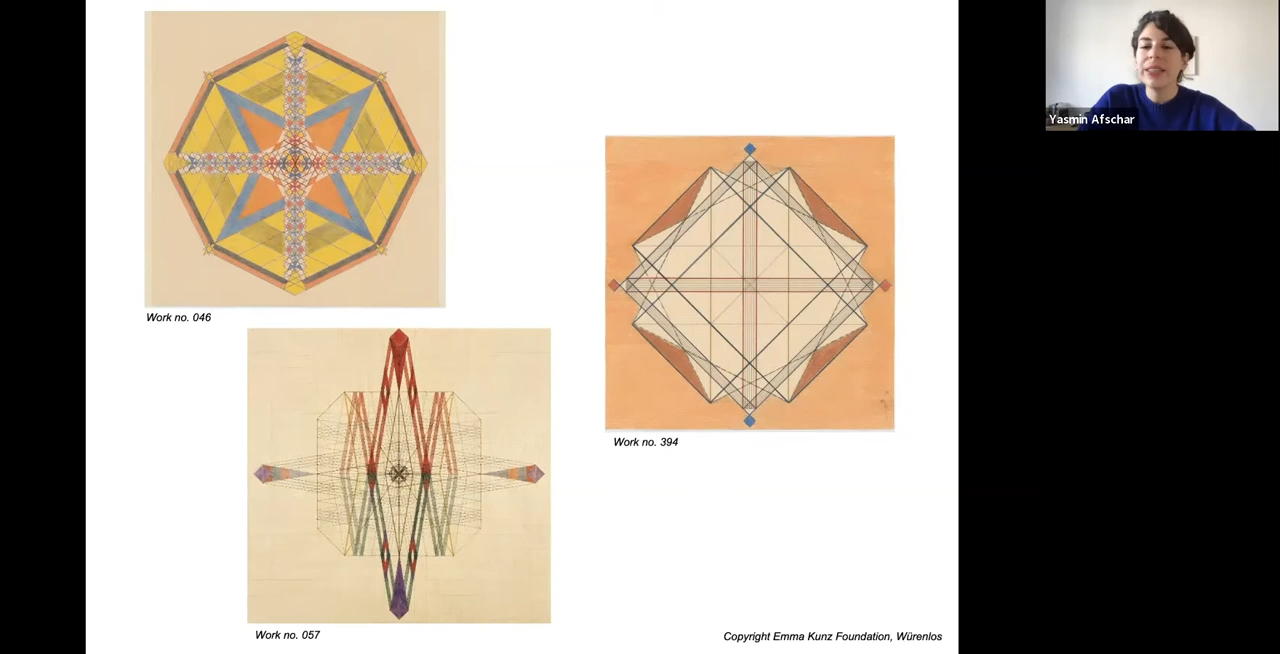 Yasmin Afschar
Work no. 046
Work no. 394
Work no. 057
Copyright Emma Kunz Foundation, Würenlos